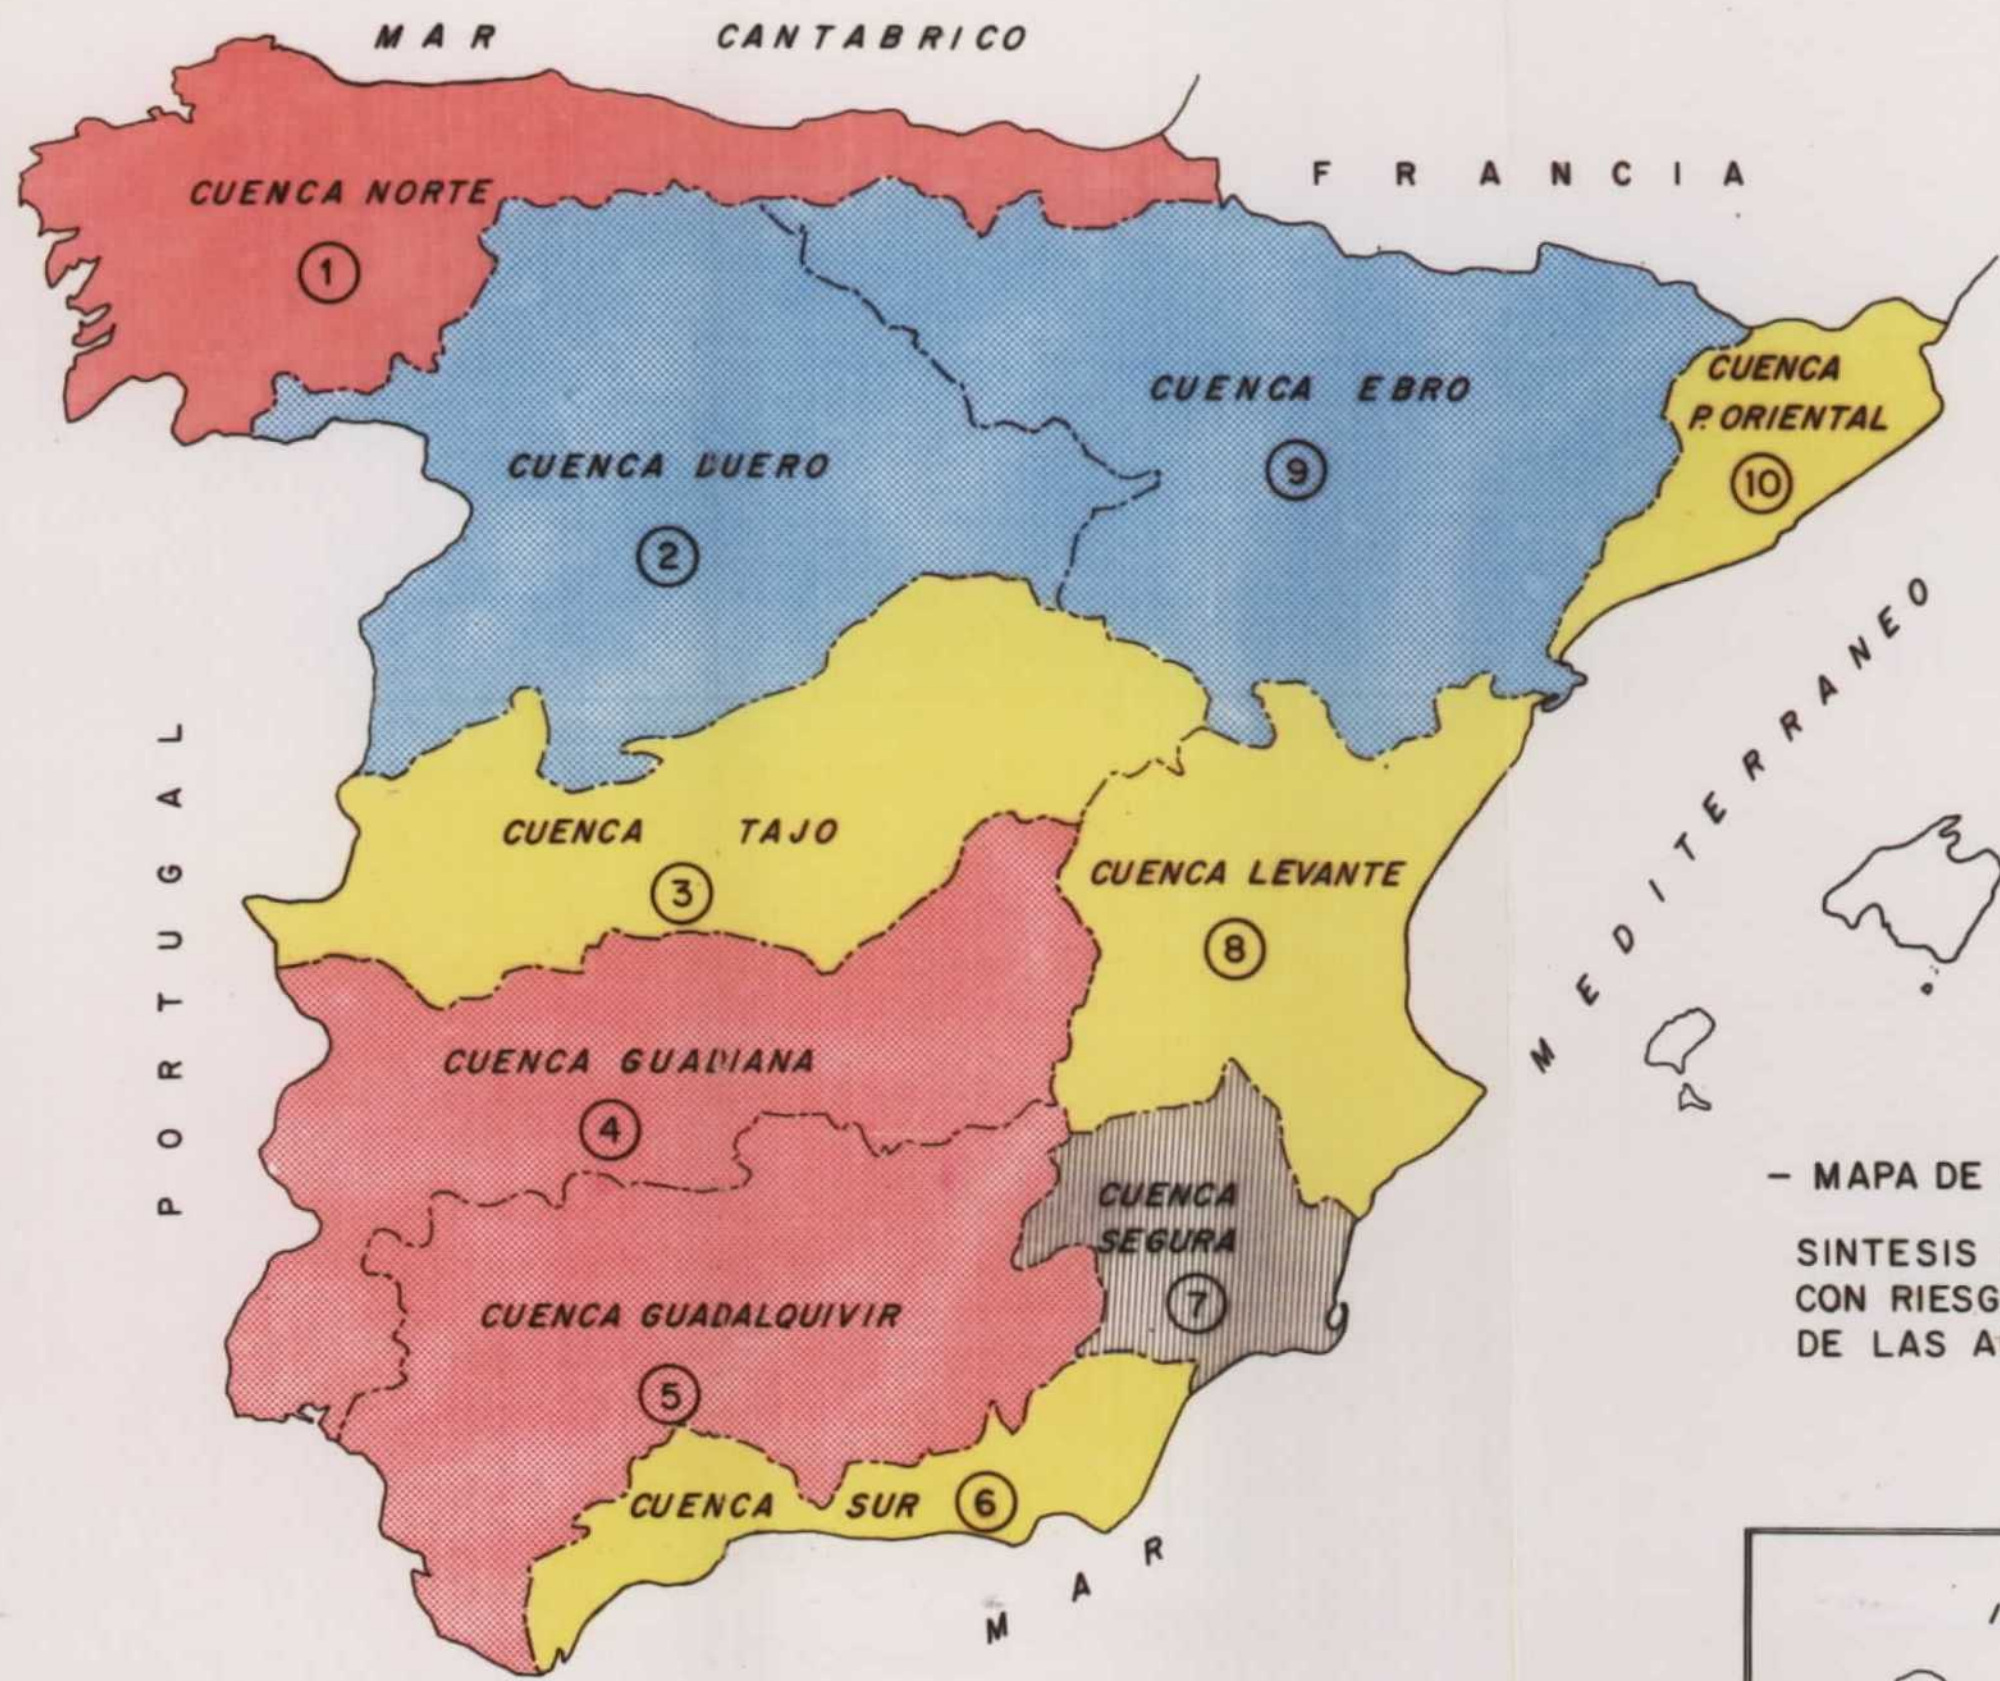 MAR CANTABRICO
FRANCIA
CUENCA NORTE
1
CUENCA EBRO
9
CUENCA
P. ORIENTAL
10
CUENCA DUERO
2
PORTUGAL
MEDITERRANEO
CUENCA TAJO
3
CUENCA LEVANTE
8
CUENCA GUADIANA
4
CUENCA
SEGURA
7
CUENCA GUADALQUIVIR
5
CUENCA SUR 6
MAR
– MAPA DE
SINTESIS
CON RIESG
DE LAS A